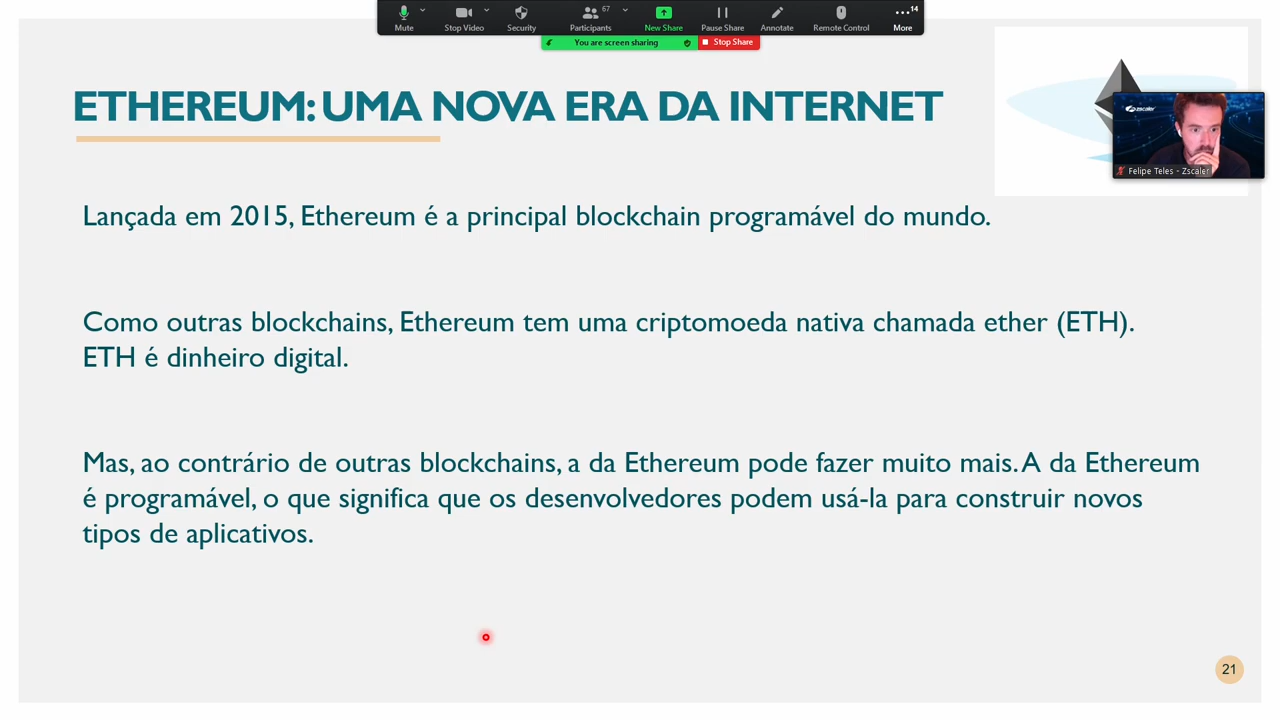 67
14
Mute
Stop Video
Security
Participants
New Share
Pause Share
Annotate
Remote Control
More
You are screen sharing
Stop Share
ETHEREUM: UMA NOVA ERA DA INTERNET
zscaler
Felipe Teles - Zscaler
Lançada em 2015, Ethereum é a principal blockchain programável do mundo.
Como outras blockchains, Ethereum tem uma criptomoeda nativa chamada ether (ETH).
ETH é dinheiro digital.
Mas, ao contrário de outras blockchains, a da Ethereum pode fazer muito mais. A da Ethereum
é programável, o que significa que os desenvolvedores podem usá-la para construir novos
tipos de aplicativos.
21